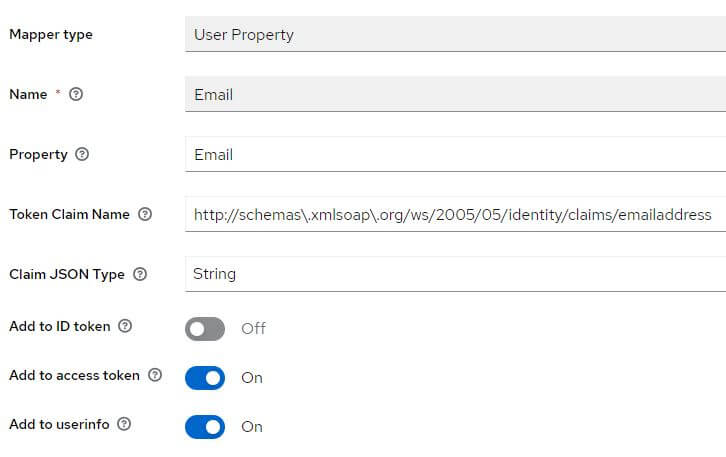 Mapper type User Property
Name * Email
Property Email
Token Claim Name http://schemas\.xmlsoap\.org/ws/2005/05/identity/claims/emailaddress
Claim JSON Type String
Add to ID token Off
Add to access token On
Add to userinfo On